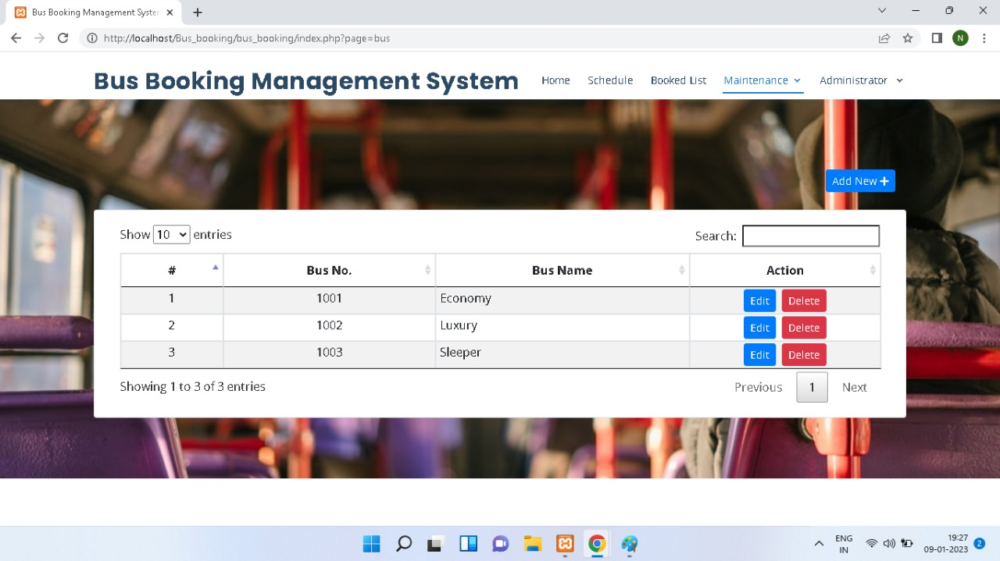 Bus Booking Management Syster
http://localhost/Bus_booking/bus_booking/index.php?page=bus
N
Bus Booking Management System Home Schedule Booked List Maintenance Administrator
Add New
Show 10 entries Search:
# Bus No. Bus Name Action
1 1001 Economy Edit Delete
2 1002 Luxury Edit Delete
3 1003 Sleeper Edit Delete
Showing 1 to 3 of 3 entries Previous 1 Next
ENG 19:27
IN 09-01-2023 2